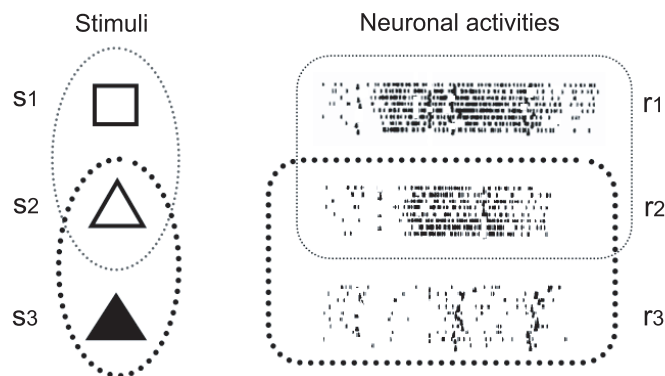 Stimuli
Neuronal activities
s1
r1
s2
r2
s3
r3